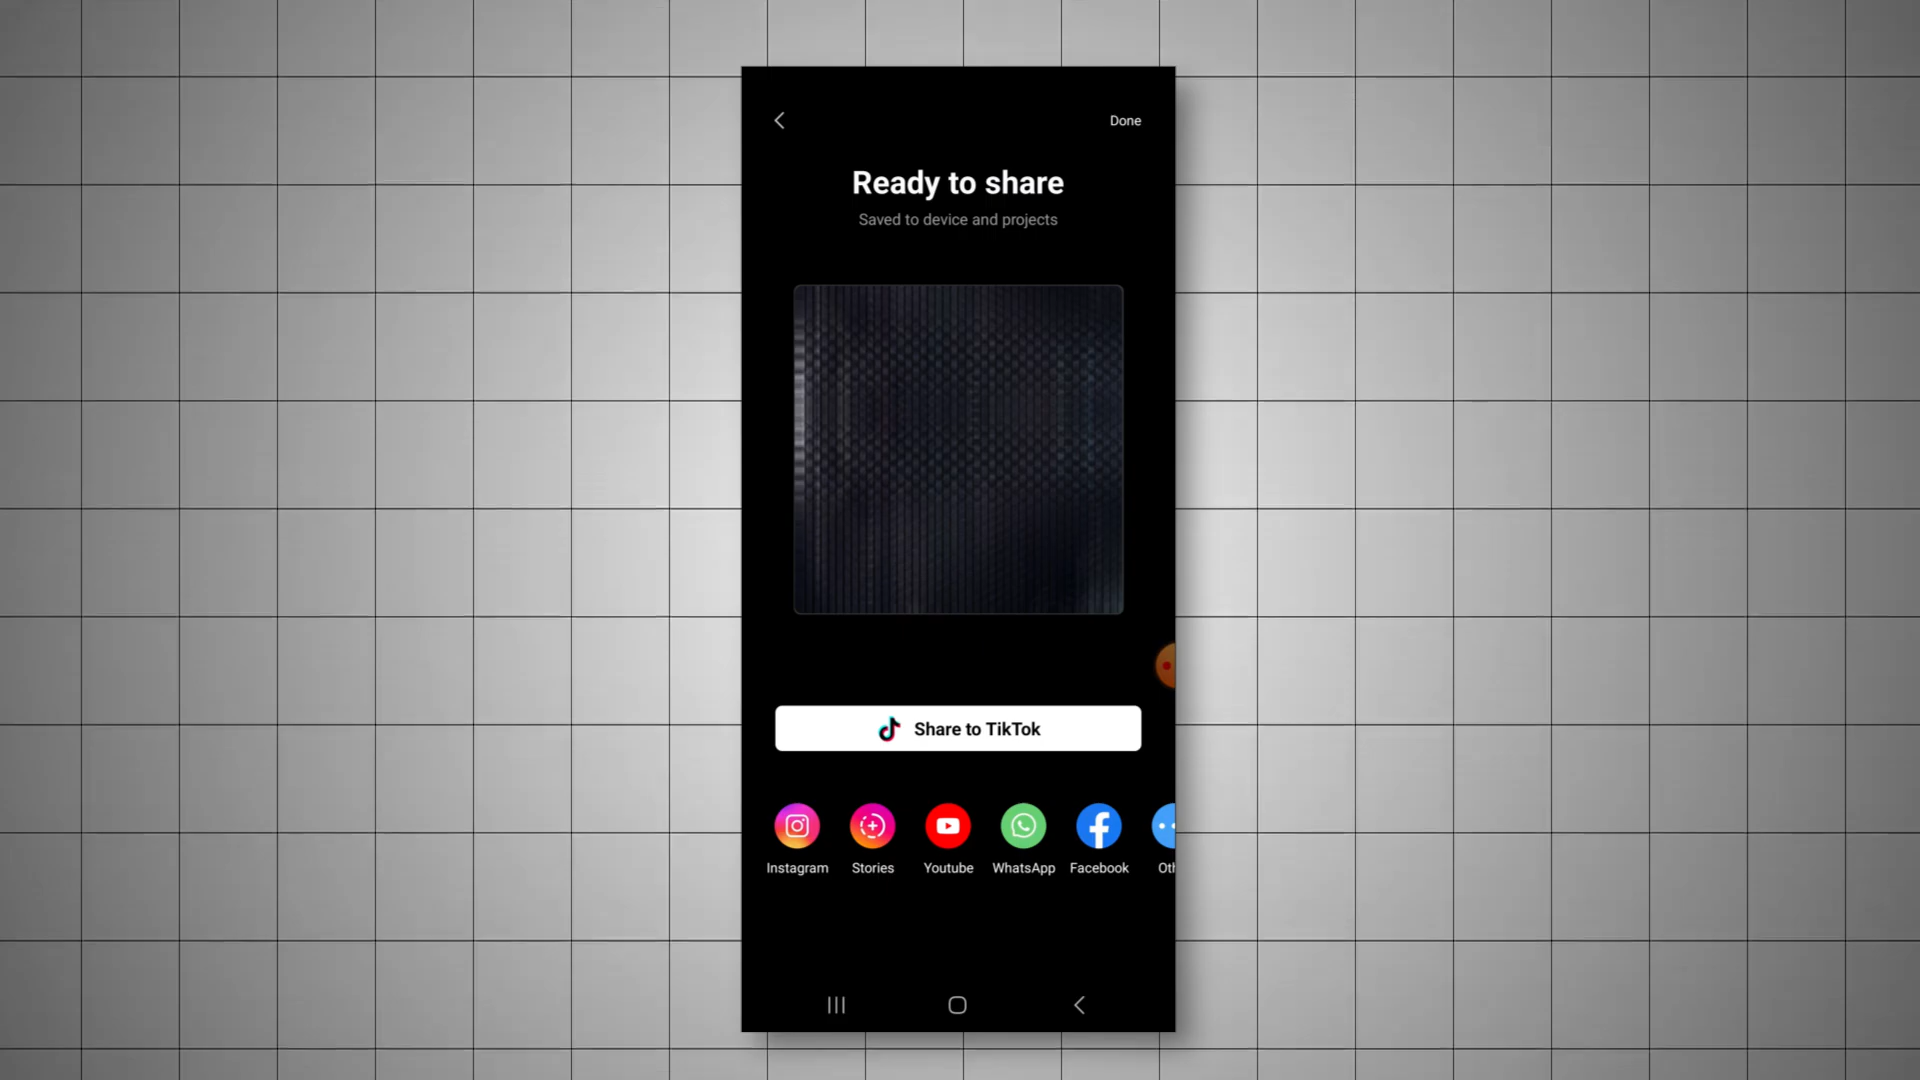 Done
Ready to share
Saved to device and projects
Share to TikTok
Instagram Stories Youtube WhatsApp Facebook